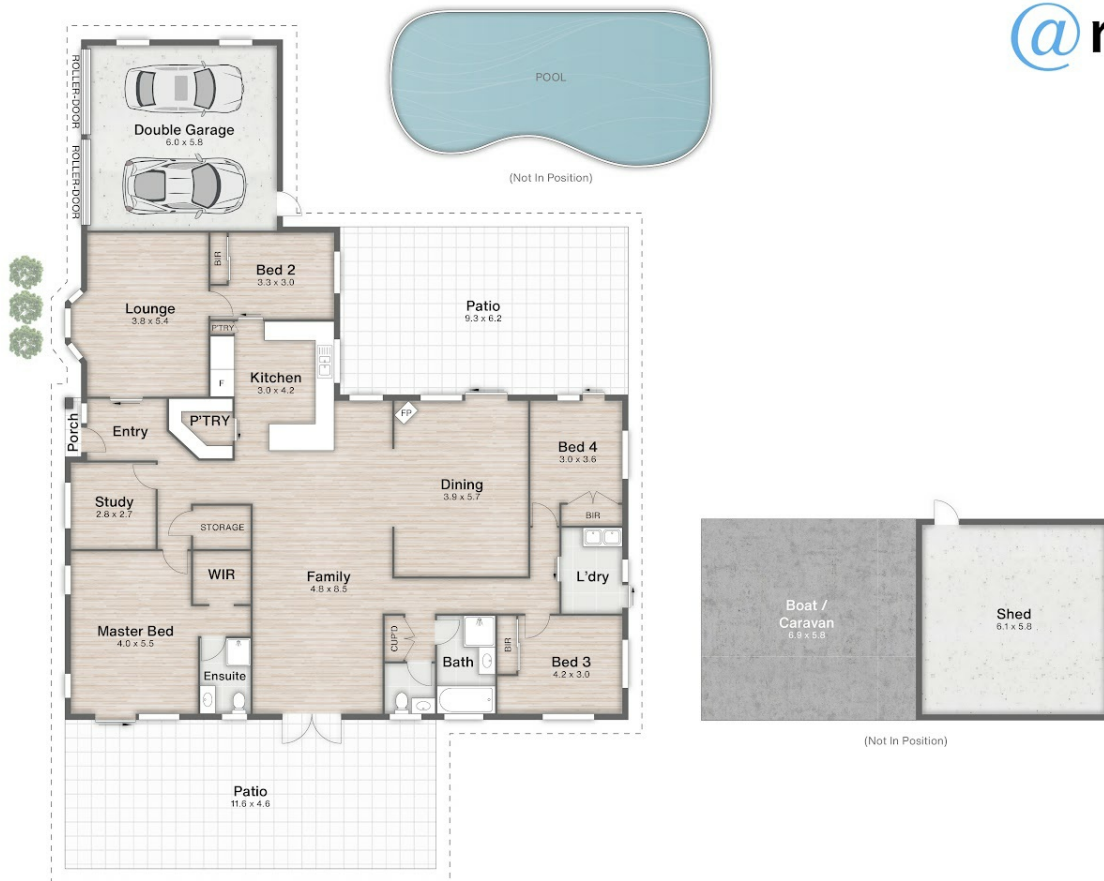 @r
POOL
(Not In Position)
ROLLER-DOOR
ROLLER-DOOR
Double Garage
6.0 x 5.8
BIR
Bed 2
3.3 x 3.0
Lounge
3.8 x 5.4
Patio
9.3 x 6.2
P'TRY
F
Kitchen
3.0 x 4.2
Porch
Entry
P'TRY
FP
Bed 4
3.0 x 3.6
BIR
Study
2.8 x 2.7
Dining
3.9 x 5.7
STORAGE
WIR
Family
4.8 x 8.5
L'dry
Master Bed
4.0 x 5.5
Ensuite
CUP'D
Bath
BIR
Bed 3
4.2 x 3.0
Boat /
Caravan
6.9 x 5.8
Shed
6.1 x 5.8
(Not In Position)
Patio
11.6 x 4.6